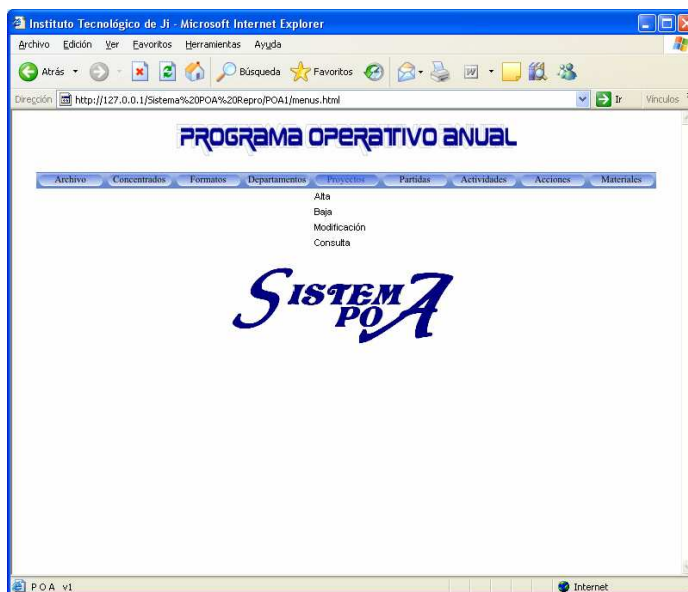 Instituto Tecnológico de Ji - Microsoft Internet Explorer
Archivo Edición Ver Favoritos Herramientas Ayuda
Atrás Búsqueda Favoritos
Dirección http://127.0.0.1/Sistema%20POA%20Repro/POA1/menus.html Ir Vínculos
PROGRAMA OPERATIVO ANUAL
Archivo Concentrados Formatos Departamentos Proyectos Partidas Actividades Acciones Materiales
Alta
Baja
Modificación
Consulta
SISTEMA
PO
P O A v1 Internet